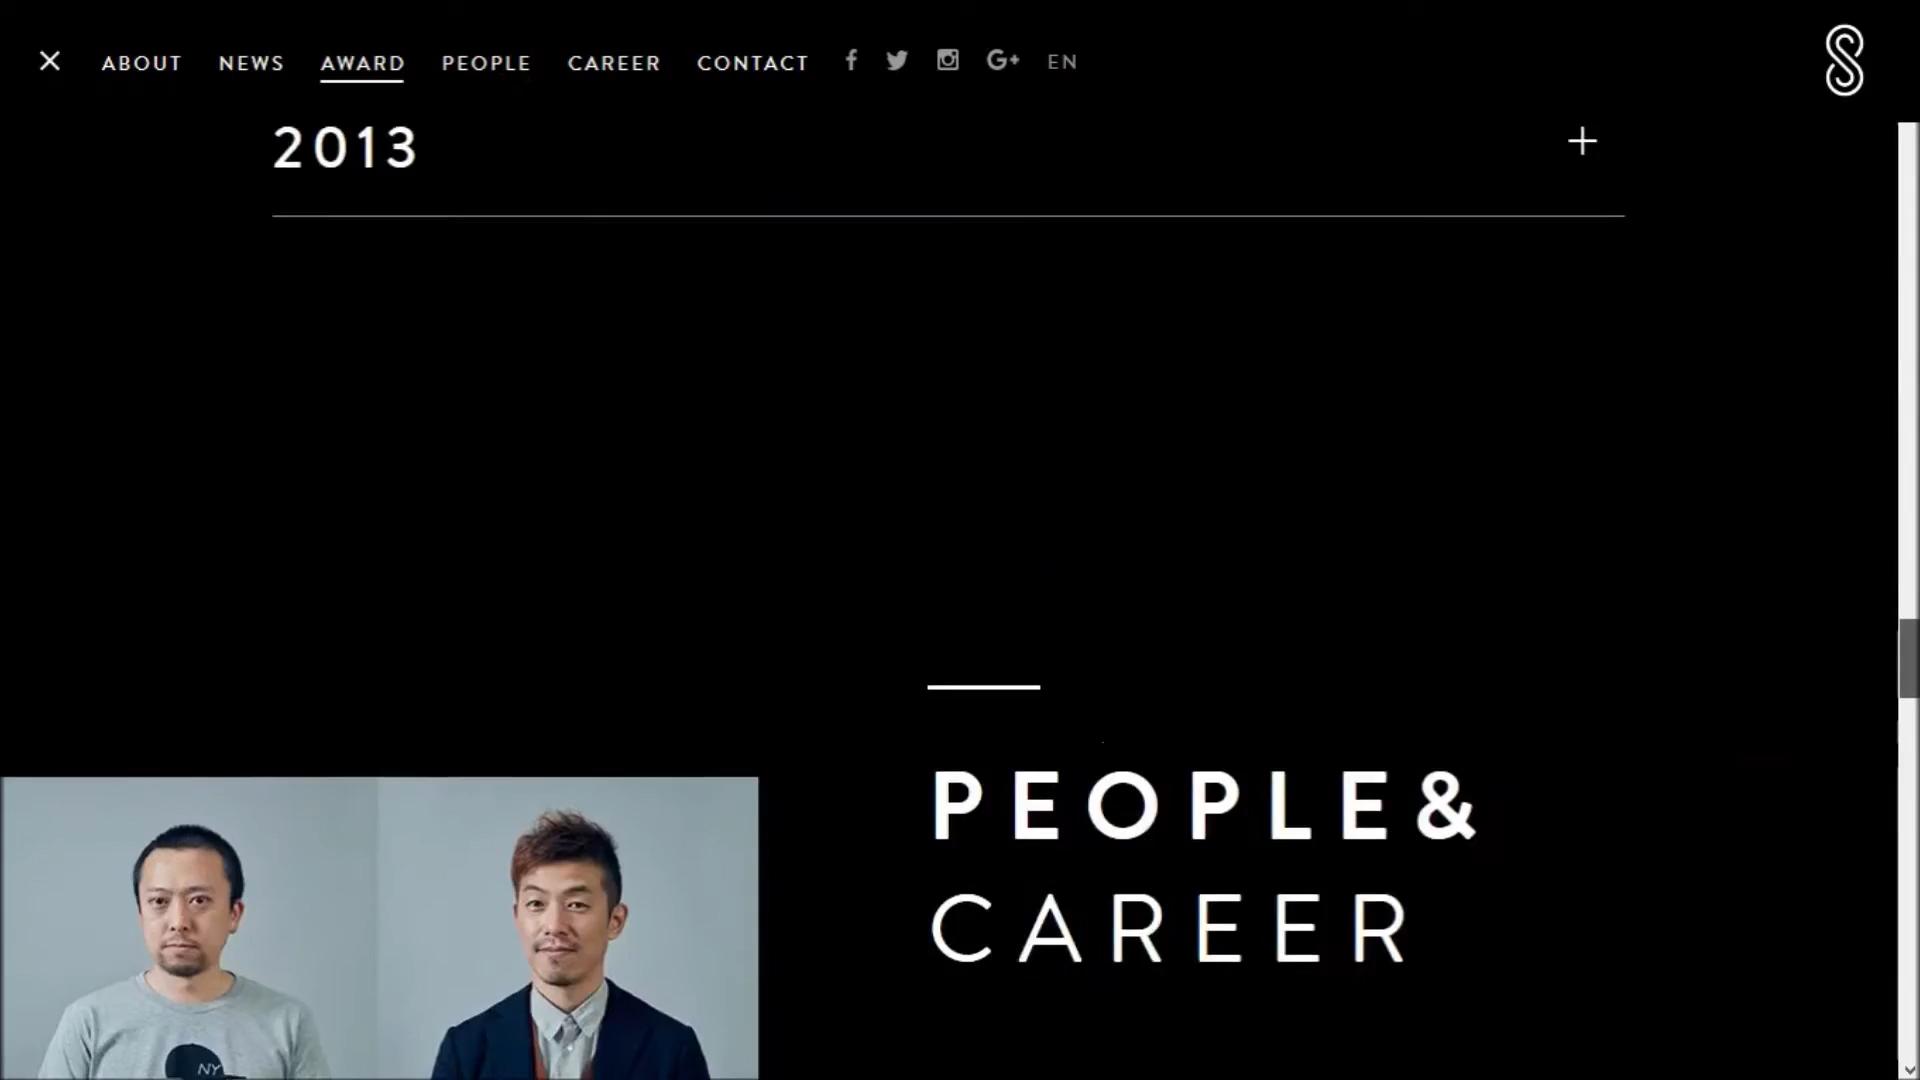 ABOUT NEWS AWARD PEOPLE CAREER CONTACT f G+ EN
2013
PEOPLE&
CAREER
NY